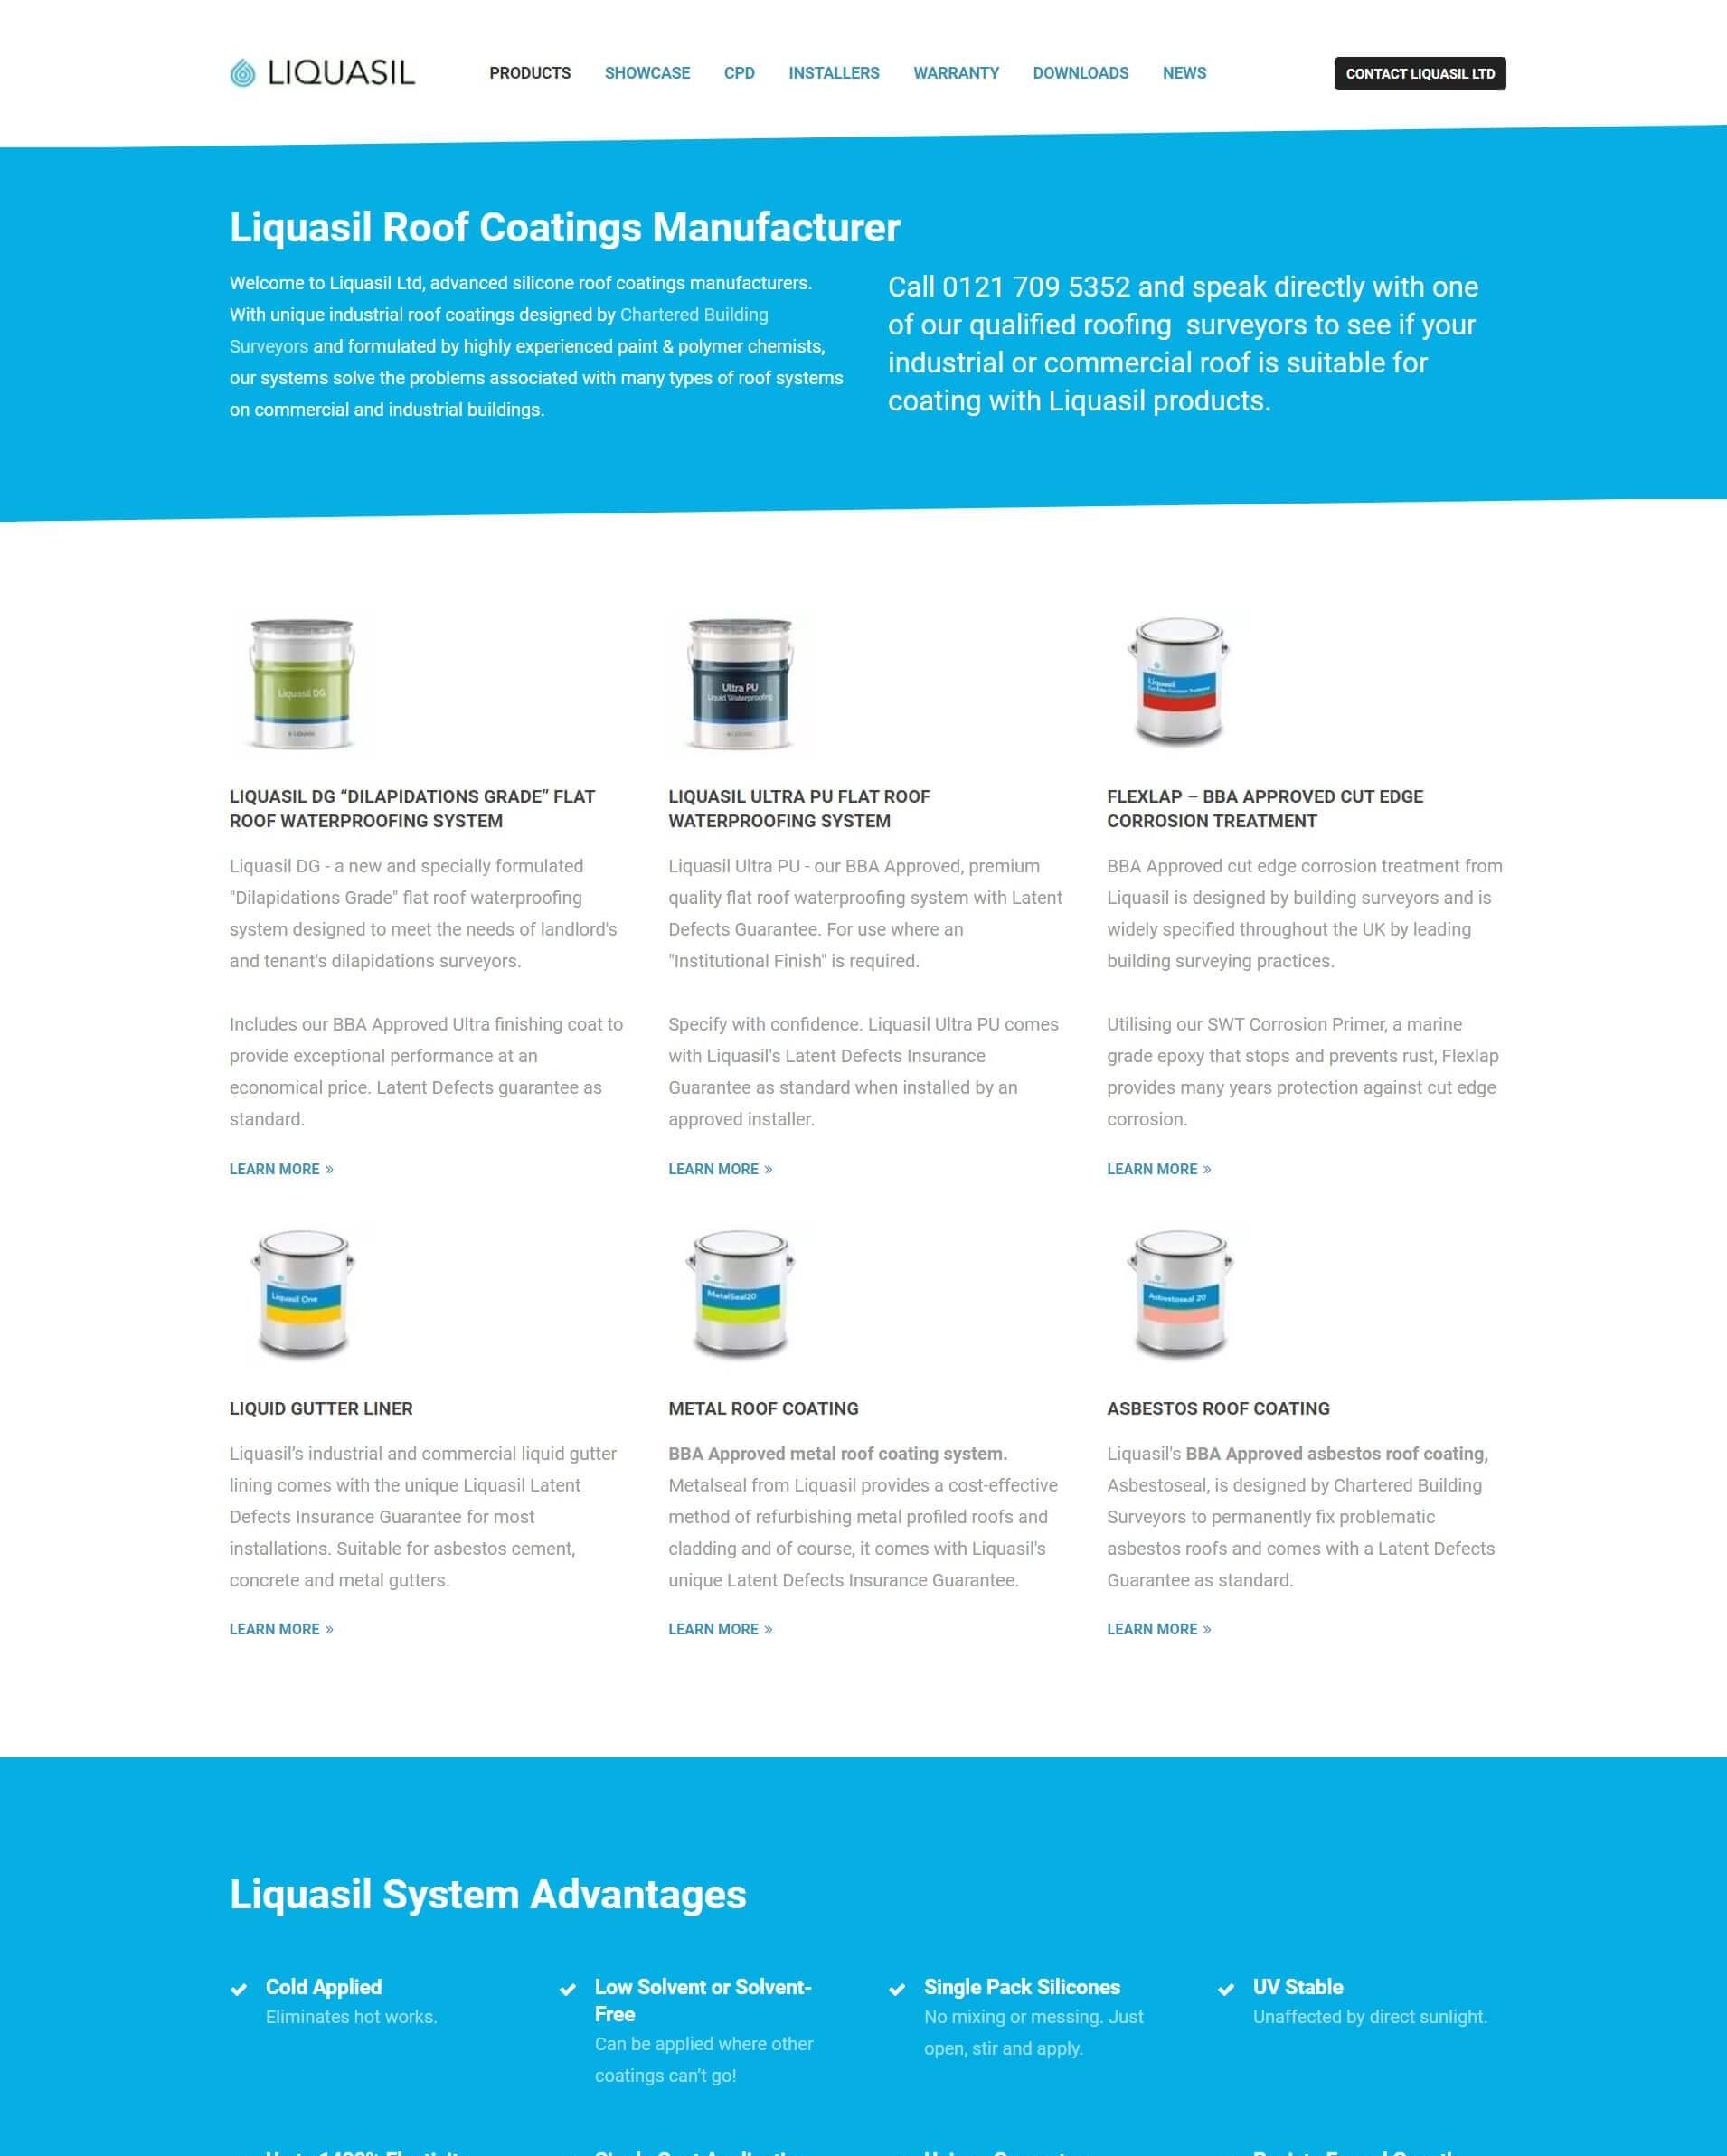 LIQUASIL
PRODUCTS SHOWCASE CPD INSTALLERS WARRANTY DOWNLOADS NEWS
CONTACT LIQUASIL LTD
Liquasil Roof Coatings Manufacturer
Welcome to Liquasil Ltd, advanced silicone roof coatings manufacturers.
With unique industrial roof coatings designed by Chartered Building
Surveyors and formulated by highly experienced paint & polymer chemists,
our systems solve the problems associated with many types of roof systems
on commercial and industrial buildings.
Call 0121 709 5352 and speak directly with one
of our qualified roofing surveyors to see if your
industrial or commercial roof is suitable for
coating with Liquasil products.
Liquasil DG
LIQUASIL DG “DILAPIDATIONS GRADE” FLAT
ROOF WATERPROOFING SYSTEM
Liquasil DG - a new and specially formulated
"Dilapidations Grade" flat roof waterproofing
system designed to meet the needs of landlord's
and tenant's dilapidations surveyors.
Includes our BBA Approved Ultra finishing coat to
provide exceptional performance at an
economical price. Latent Defects guarantee as
standard.
LEARN MORE »
Ultra PU
Liquid Waterproofing
LIQUASIL ULTRA PU FLAT ROOF
WATERPROOFING SYSTEM
Liquasil Ultra PU - our BBA Approved, premium
quality flat roof waterproofing system with Latent
Defects Guarantee. For use where an
"Institutional Finish" is required.
Specify with confidence. Liquasil Ultra PU comes
with Liquasil's Latent Defects Insurance
Guarantee as standard when installed by an
approved installer.
LEARN MORE »
Liquasil
Cut Edge Corrosion Treatment
FLEXLAP – BBA APPROVED CUT EDGE
CORROSION TREATMENT
BBA Approved cut edge corrosion treatment from
Liquasil is designed by building surveyors and is
widely specified throughout the UK by leading
building surveying practices.
Utilising our SWT Corrosion Primer, a marine
grade epoxy that stops and prevents rust, Flexlap
provides many years protection against cut edge
corrosion.
LEARN MORE »
Liquasil One
LIQUID GUTTER LINER
Liquasil’s industrial and commercial liquid gutter
lining comes with the unique Liquasil Latent
Defects Insurance Guarantee for most
installations. Suitable for asbestos cement,
concrete and metal gutters.
LEARN MORE »
MetalSeal20
METAL ROOF COATING
BBA Approved metal roof coating system.
Metalseal from Liquasil provides a cost-effective
method of refurbishing metal profiled roofs and
cladding and of course, it comes with Liquasil's
unique Latent Defects Insurance Guarantee.
LEARN MORE »
Asbestoseal 20
ASBESTOS ROOF COATING
Liquasil's BBA Approved asbestos roof coating,
Asbestoseal, is designed by Chartered Building
Surveyors to permanently fix problematic
asbestos roofs and comes with a Latent Defects
Guarantee as standard.
LEARN MORE »
Liquasil System Advantages
Cold Applied
Eliminates hot works.
Low Solvent or Solvent-
Free
Can be applied where other
coatings can’t go!
Single Pack Silicones
No mixing or messing. Just
open, stir and apply.
UV Stable
Unaffected by direct sunlight.